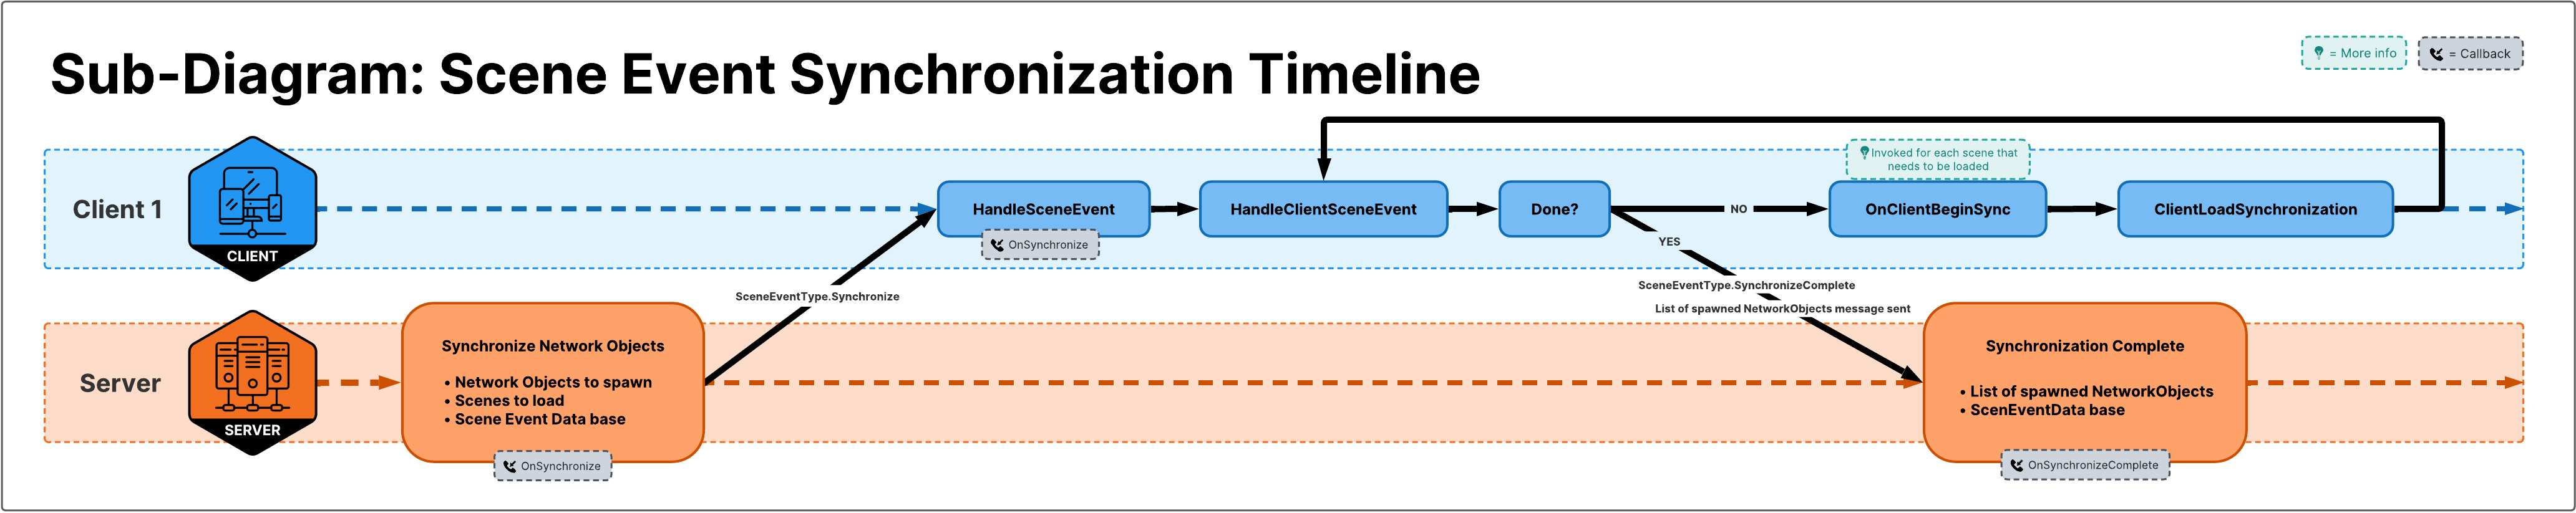 Sub-Diagram: Scene Event Synchronization Timeline
= More info
= Callback
Client 1
CLIENT
HandleSceneEvent
OnSynchronize
HandleClientSceneEvent
Done?
NO
YES
Invoked for each scene that
needs to be loaded
OnClientBeginSync
ClientLoadSynchronization
SceneEventType.Synchronize
SceneEventType.SynchronizeComplete
List of spawned NetworkObjects message sent
Server
SERVER
Synchronize Network Objects
• Network Objects to spawn
• Scenes to load
• Scene Event Data base
OnSynchronize
Synchronization Complete
• List of spawned NetworkObjects
• ScenEventData base
OnSynchronizeComplete